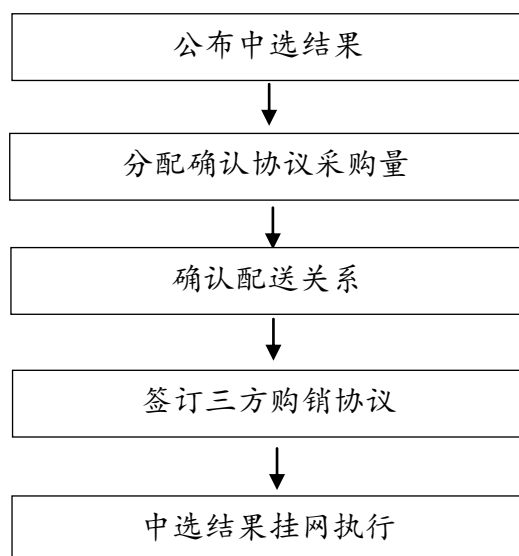 公布中选结果
分配确认协议采购量
确认配送关系
签订三方购销协议
中选结果挂网执行